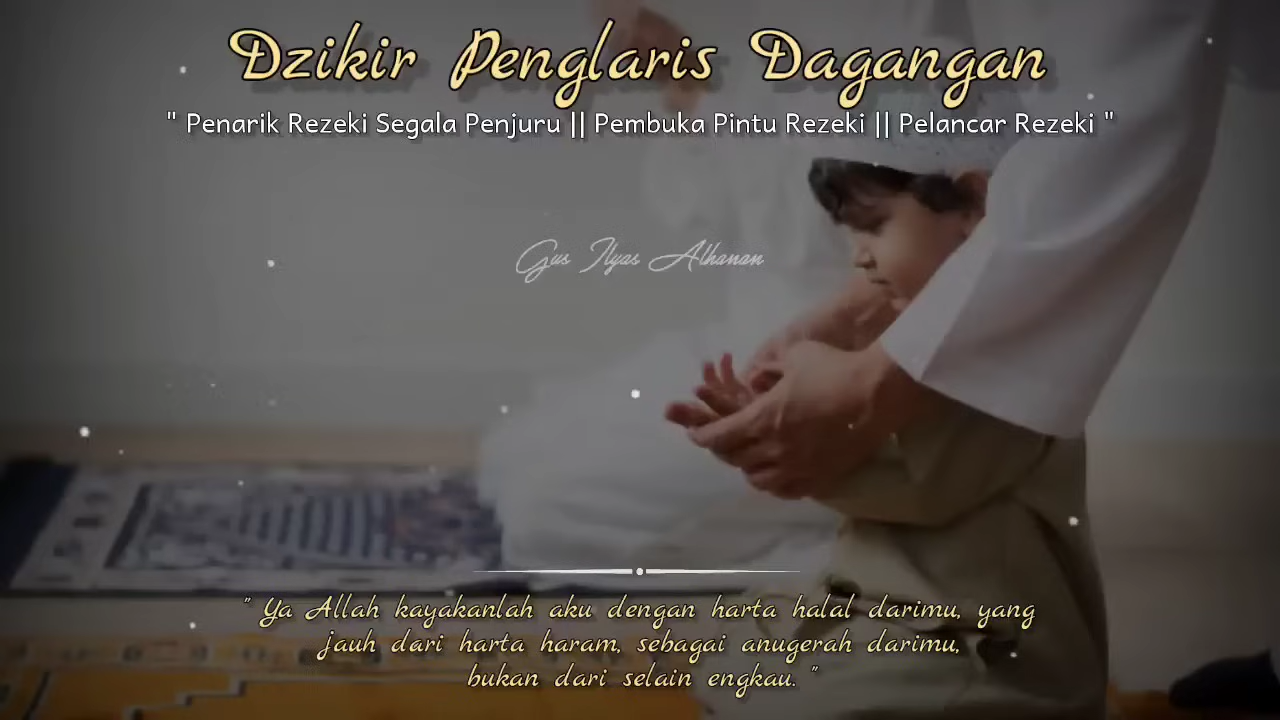 Dzikir Penglaris Dagangan
" Penarik Rezeki Segala Penjuru || Pembuka Pintu Rezeki || Pelancar Rezeki "
Gus Ilyas Alhanan
" Ya Allah kayakanlah aku dengan harta halal darimu, yang
jauh dari harta haram, sebagai anugerah darimu,
bukan dari selain engkau. "